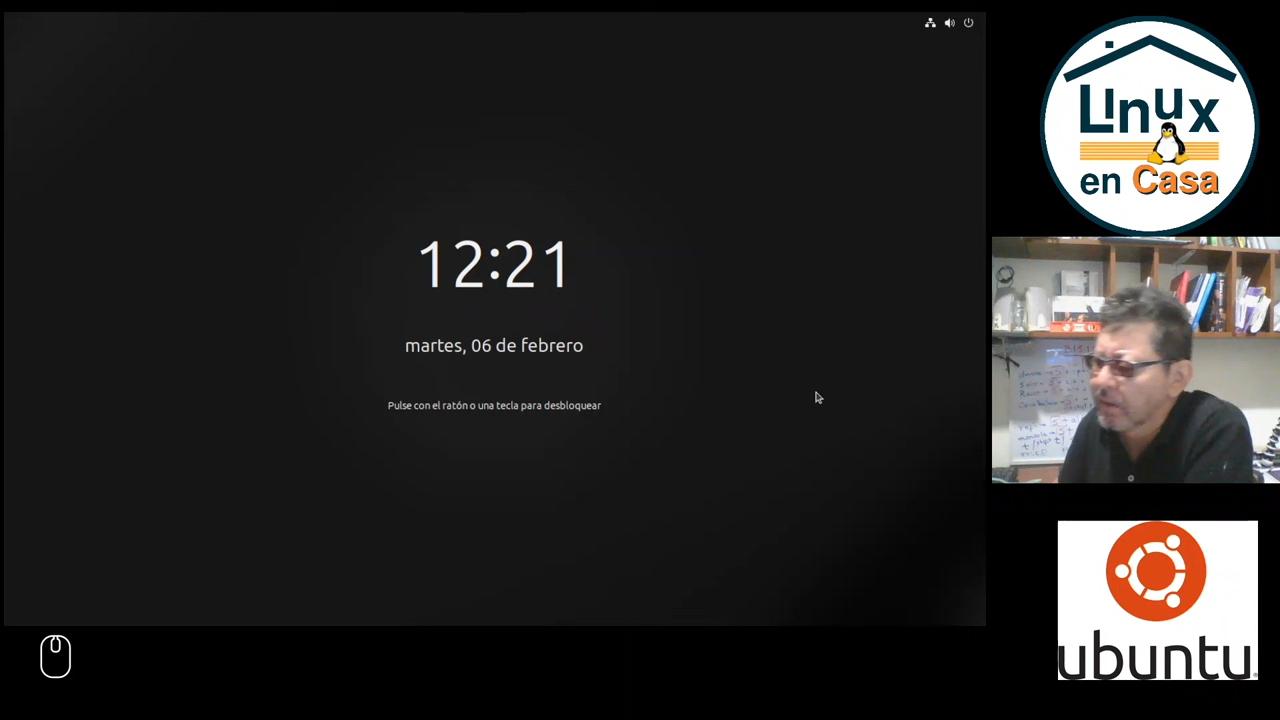 12:21
martes, 06 de febrero
Pulse con el ratón o una tecla para desbloquear
Linux
en Casa
ubuntu